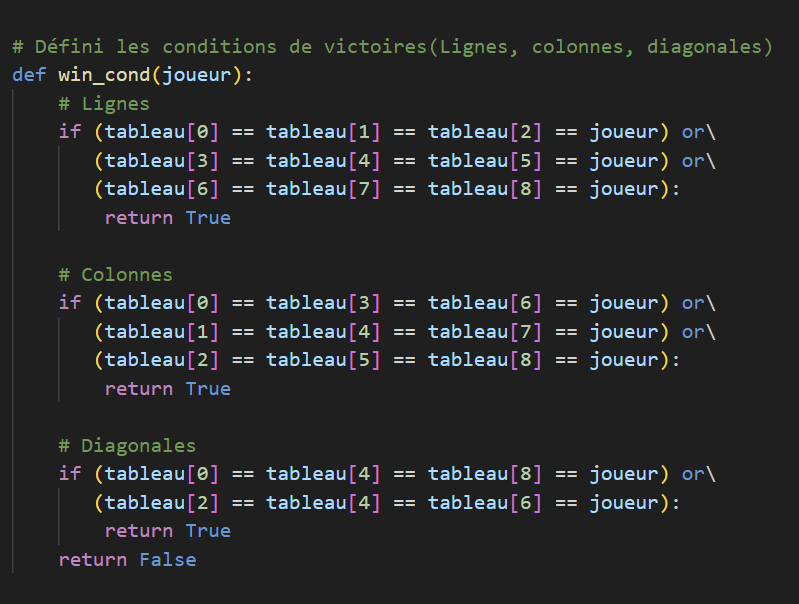 # Défini les conditions de victoires(Lignes, colonnes, diagonales)
def win_cond(joueur):
    # Lignes
    if (tableau[0] == tableau[1] == tableau[2] == joueur) or\
       (tableau[3] == tableau[4] == tableau[5] == joueur) or\
       (tableau[6] == tableau[7] == tableau[8] == joueur):
        return True
    # Colonnes
    if (tableau[0] == tableau[3] == tableau[6] == joueur) or\
       (tableau[1] == tableau[4] == tableau[7] == joueur) or\
       (tableau[2] == tableau[5] == tableau[8] == joueur):
        return True
    # Diagonales
    if (tableau[0] == tableau[4] == tableau[8] == joueur) or\
       (tableau[2] == tableau[4] == tableau[6] == joueur):
        return True
    return False